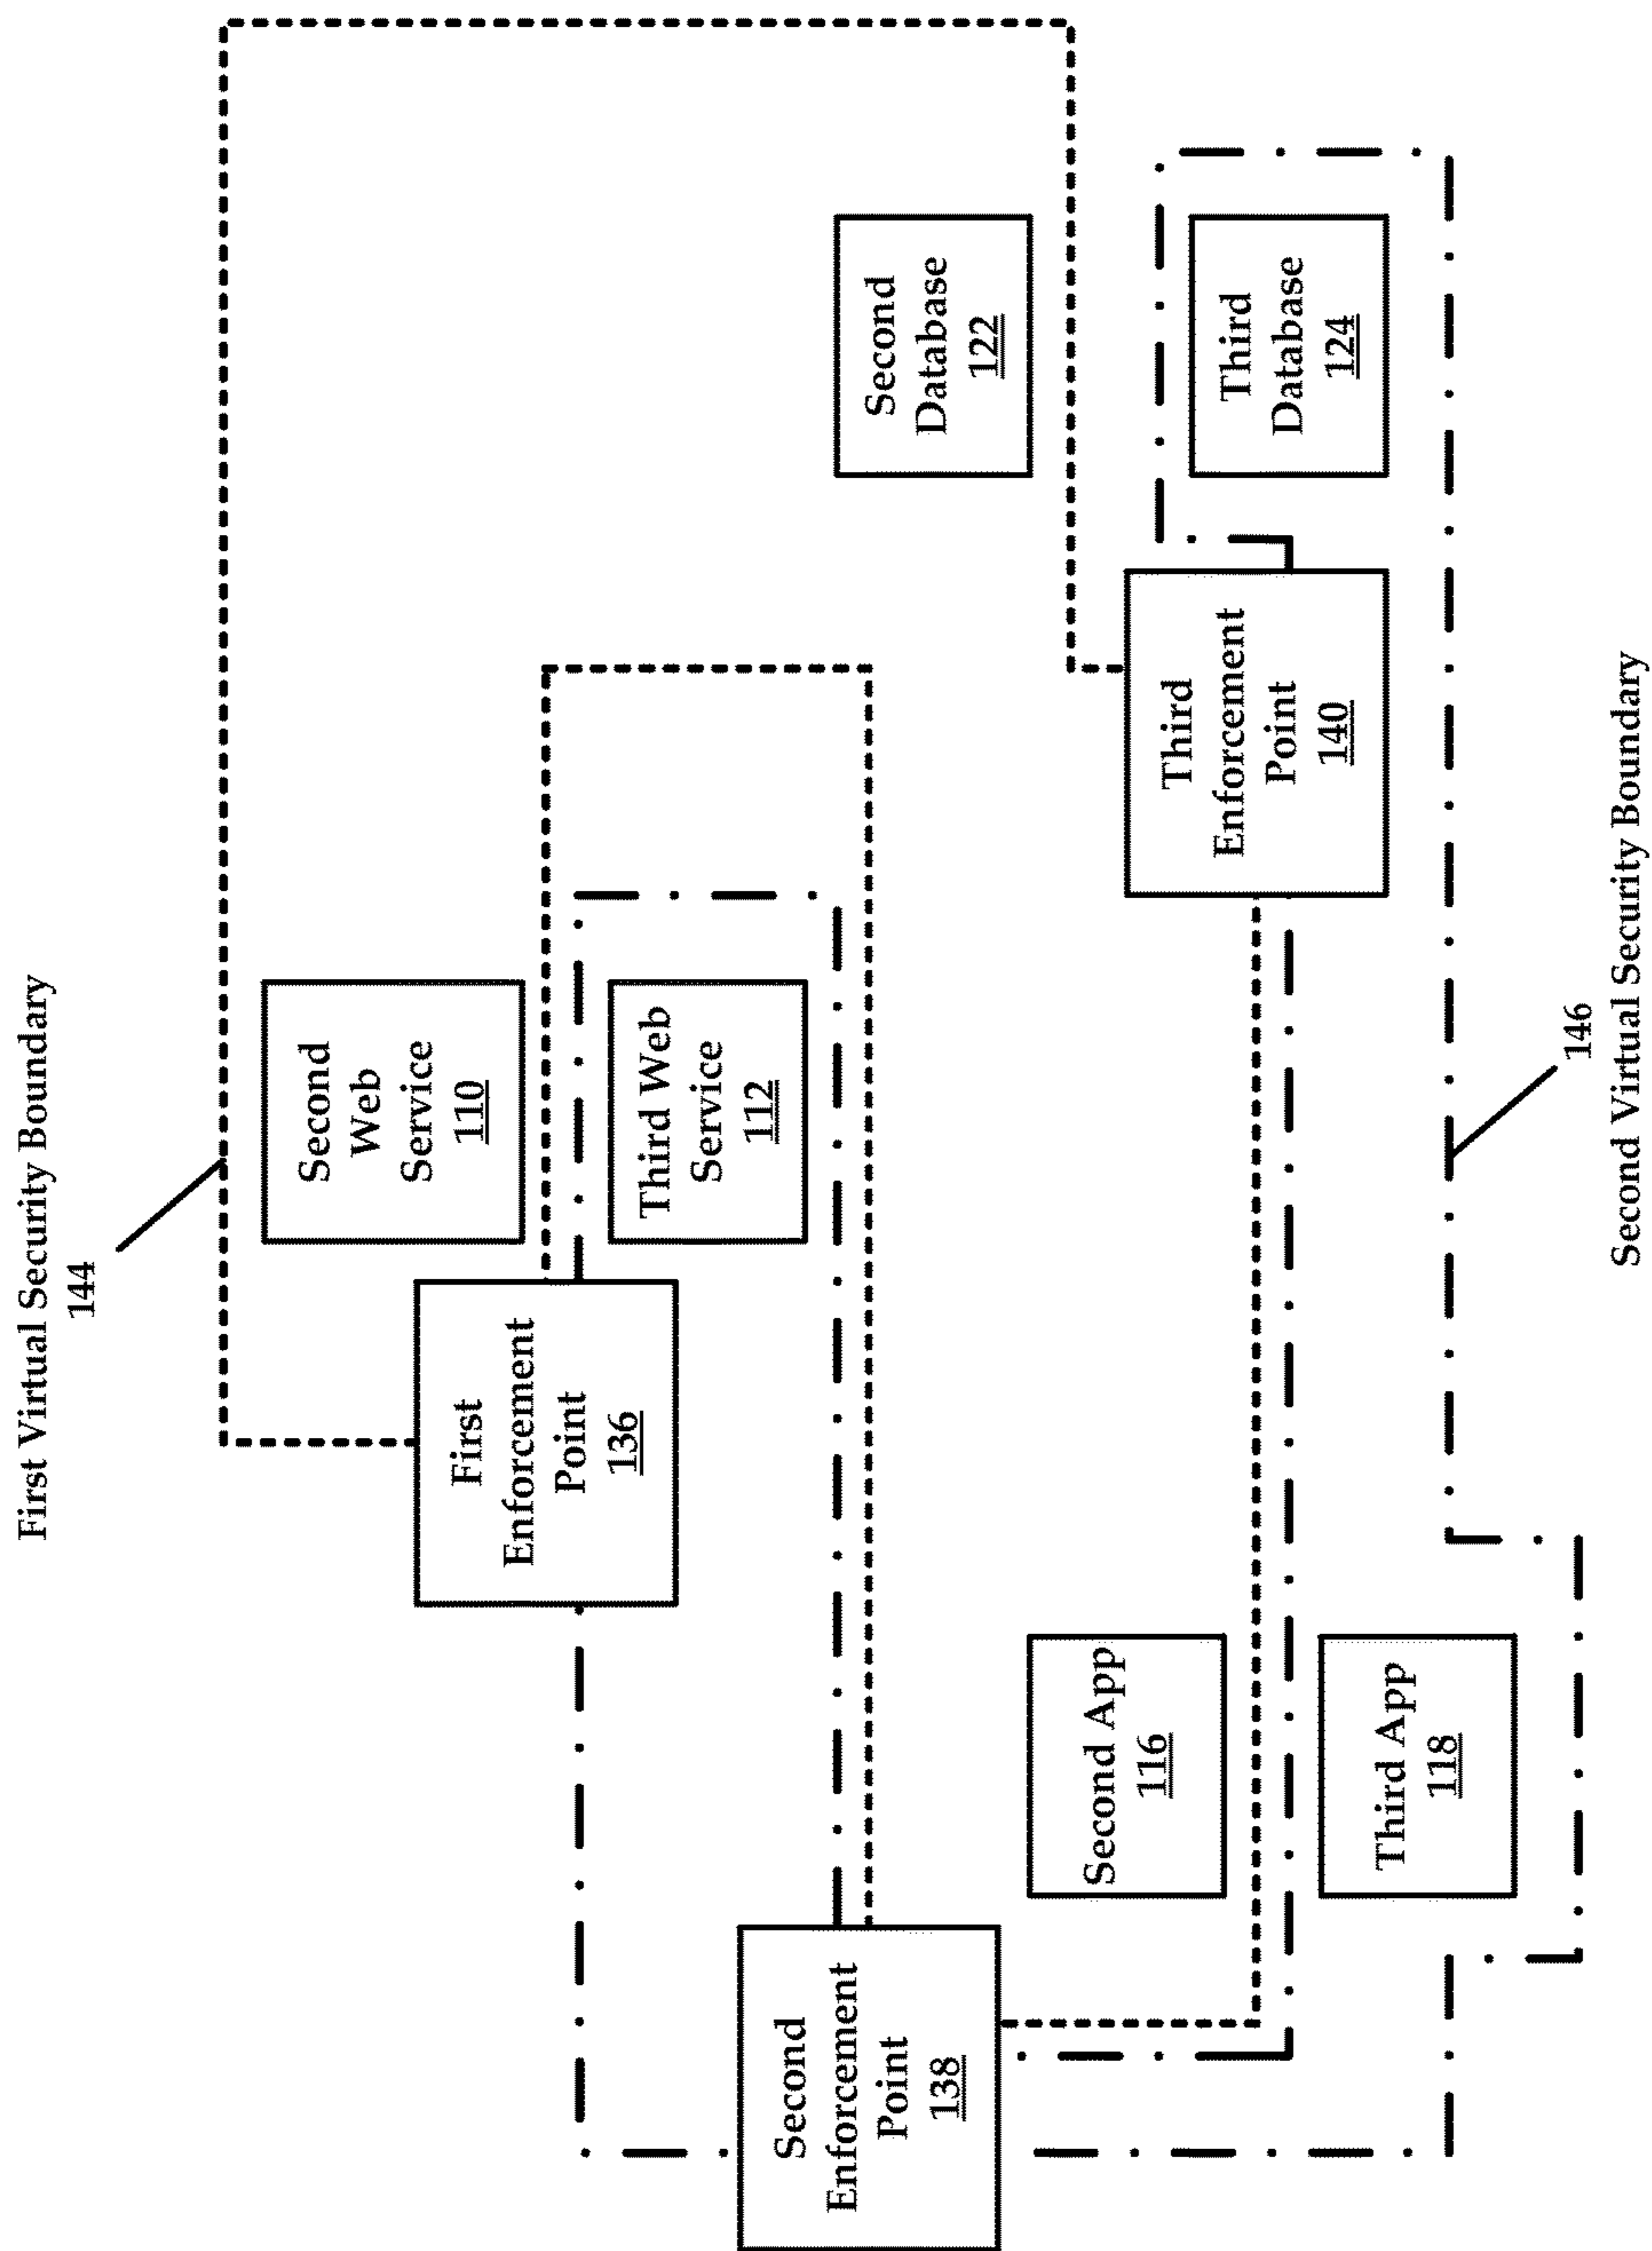 First Virtual Security Boundary
144
Second
Web
Service
110
First
Enforcement
Point
136
Third Web
Service
112
Second
Enforcement
Point
138
Second
Database
122
Second App
116
Third
Enforcement
Point
140
Third
Database
124
Third App
118
146
Second Virtual Security Boundary